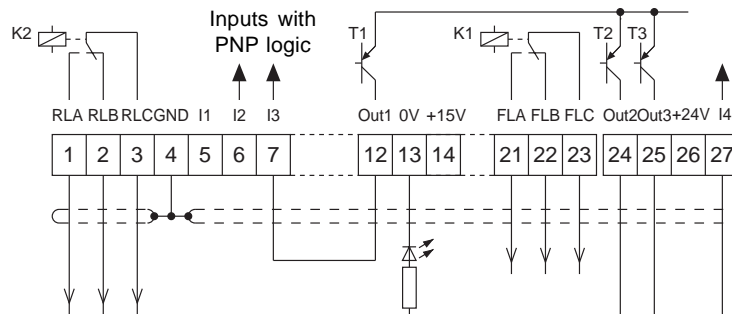 Inputs with
PNP logic
K2
T1
K1
T2 T3
RLA RLB RLC GND I1 I2 I3 Out1 0V +15V FLA FLB FLC Out2 Out3 +24V I4
1 2 3 4 5 6 7 12 13 14 21 22 23 24 25 26 27